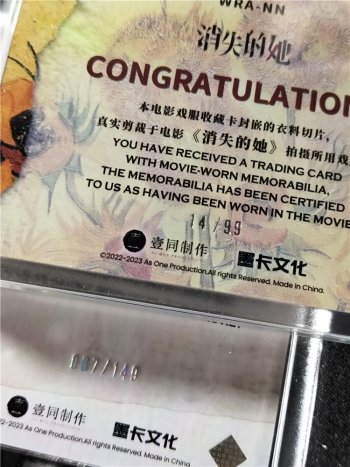 WRA-NN
消失的她
CONGRATULATION
本电影戏服收藏卡封嵌的衣料切片,
真实剪裁于电影《消失的她》拍摄所用戏
YOU HAVE RECEIVED A TRADING CARD
WITH MOVIE-WORN MEMORABILIA,
THE MEMORABILIA HAS BEEN CERTIFIED
TO US AS HAVING BEEN WORN IN THE MOVIE
14/99
壹同制作 墨卡文化
©2022-2023 As One Production.All rights Reserved. Made in China.
007/149
壹同制作 墨卡文化
©2022-2023 As One Production.All rights Reserved. Made in China.